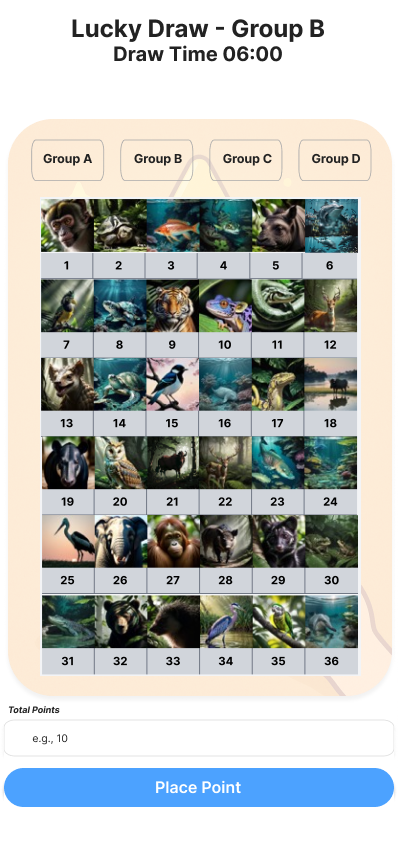 Lucky Draw - Group B
Draw Time 06:00
Group A Group B Group C Group D
1 2 3 4 5 6
7 8 9 10 11 12
13 14 15 16 17 18
19 20 21 22 23 24
25 26 27 28 29 30
31 32 33 34 35 36
Total Points
e.g., 10
Place Point